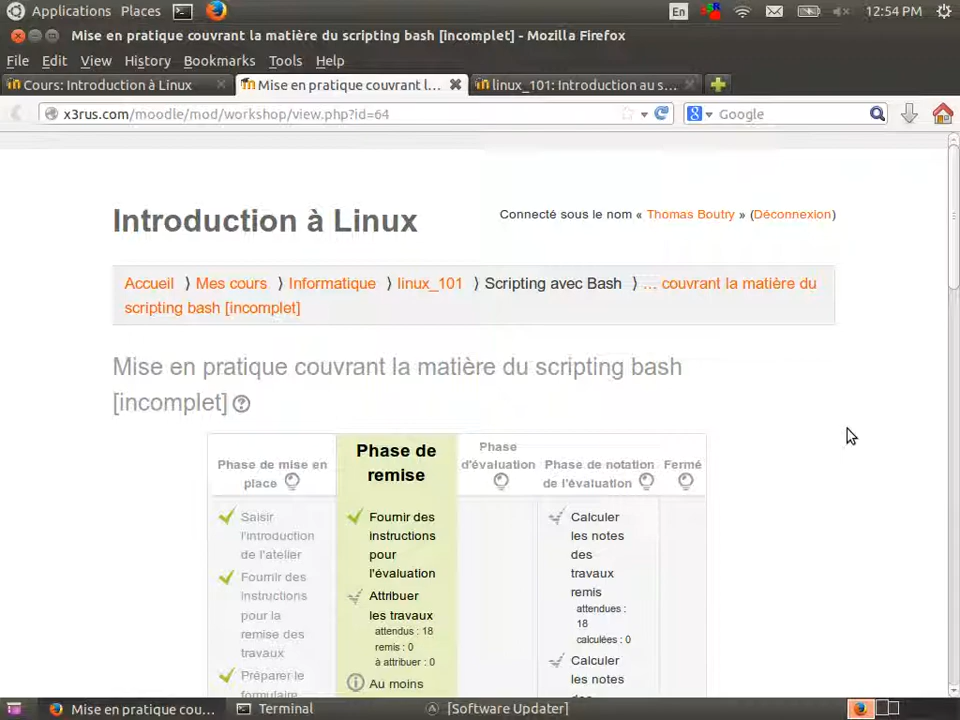 Applications Places En 12:54 PM
Mise en pratique couvrant la matière du scripting bash [incomplet] - Mozilla Firefox
File Edit View History Bookmarks Tools Help
Cours: Introduction à Linux Mise en pratique couvrant l... linux_101: Introduction au s...
x3rus.com/moodle/mod/workshop/view.php?id=64 Google
Introduction à Linux
Connecté sous le nom « Thomas Boutry » (Déconnexion)
Accueil ⟩ Mes cours ⟩ Informatique ⟩ linux_101 ⟩ Scripting avec Bash ⟩ ... couvrant la matière du
scripting bash [incomplet]
Mise en pratique couvrant la matière du scripting bash
[incomplet]
Phase de mise en
place
Saisir
l'introduction
de l'atelier
Fournir des
instructions
pour la
remise des
travaux
Préparer le
formulaire
Phase de
remise
Fournir des
instructions
pour
l'évaluation
Attribuer
les travaux
attendus : 18
remis : 0
à attribuer : 0
Au moins
Phase
d'évaluation
Phase de notation
de l'évaluation
Calculer
les notes
des
travaux
remis
attendues :
18
calculées : 0
Calculer
les notes
des
Fermé
Mise en pratique cou... Terminal [Software Updater]